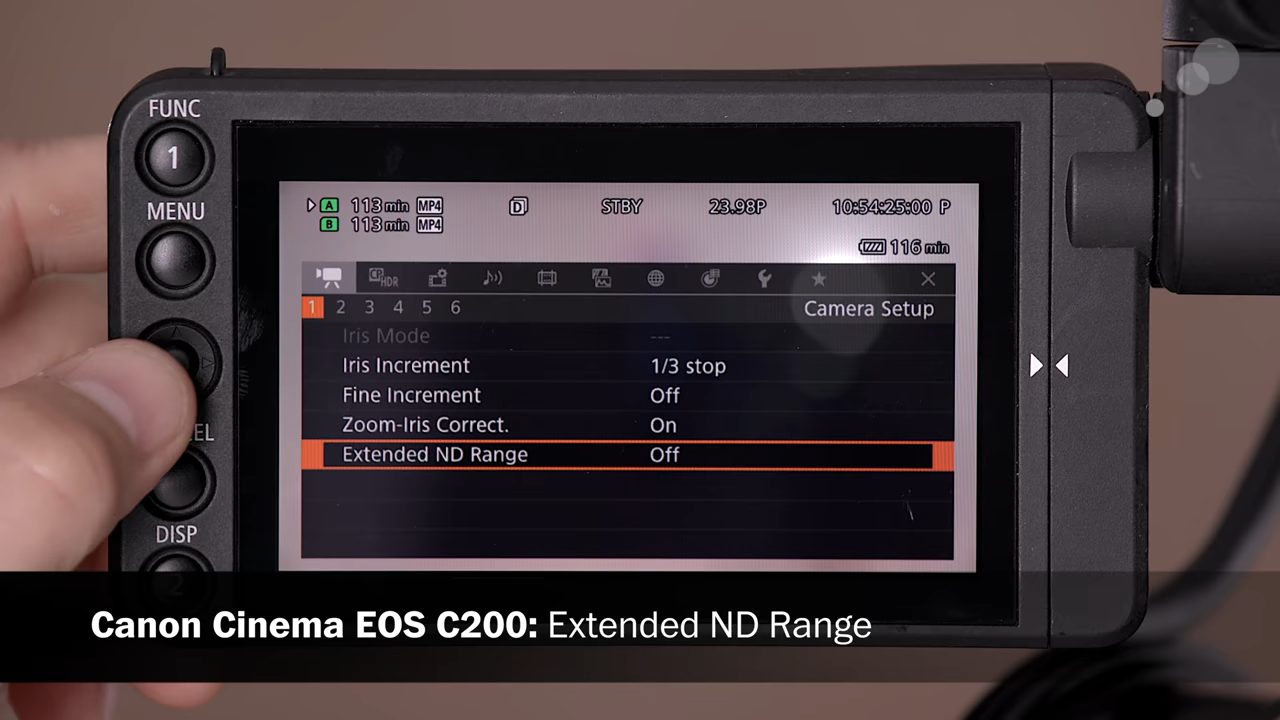 FUNC
1
MENU
EL
DISP
2
A 113 min MP4
B 113 min MP4
D
STBY
23.98P
10:54:25:00 P
116 min
HDR
1 2 3 4 5 6
Camera Setup
Iris Mode ---
Iris Increment 1/3 stop
Fine Increment Off
Zoom-Iris Correct. On
Extended ND Range Off
Canon Cinema EOS C200: Extended ND Range